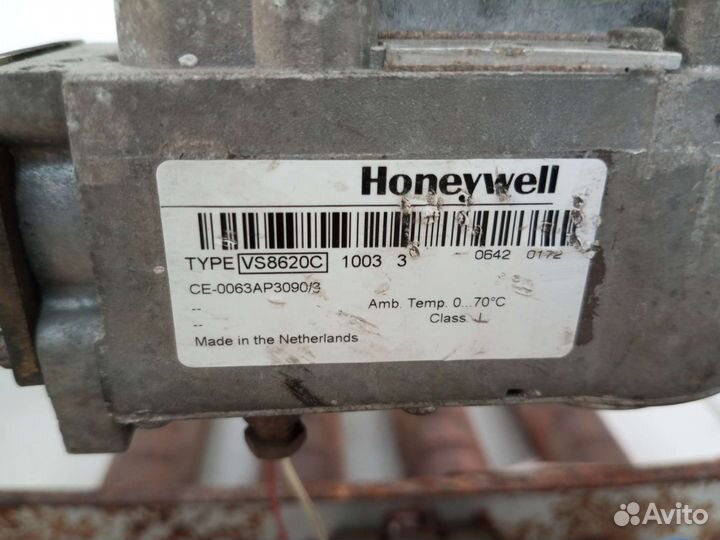 Honeywell
TYPE VS8620C 1003 3 0642 0172
CE-0063AP3090/3
--
--
Amb. Temp. 0...70°C
Class L
Made in the Netherlands
Avito